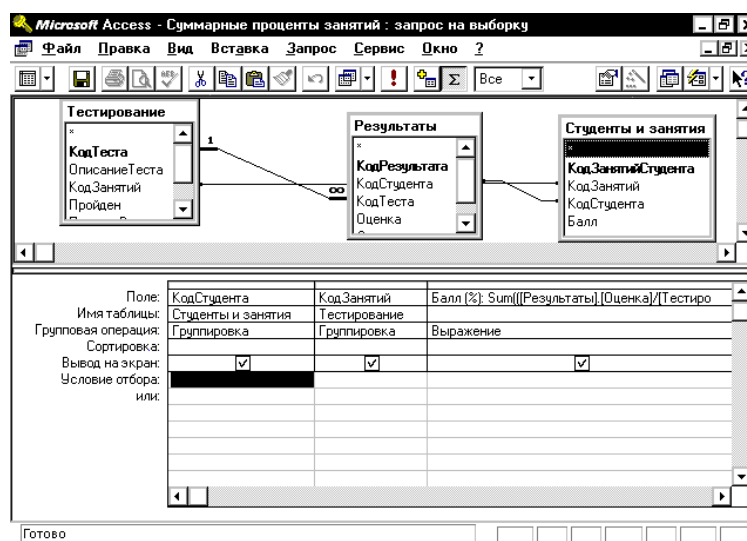 Microsoft Access - Суммарные проценты занятий : запрос на выборку
Файл Правка Вид Вставка Запрос Сервис Окно ?
Все
Тестирование
*
КодТеста
ОписаниеТеста
КодЗанятий
Пройден
1
∞
Результаты
*
КодРезультата
КодСтудента
КодТеста
Оценка
Студенты и занятия
*
КодЗанятийСтудента
КодЗанятий
КодСтудента
Балл
Поле: КодСтудента КодЗанятий Балл (%): Sum(([Результаты].[Оценка]/[Тестиро
Имя таблицы: Студенты и занятия Тестирование
Групповая операция: Группировка Группировка Выражение
Сортировка:
Вывод на экран:
Условие отбора:
или:
Готово